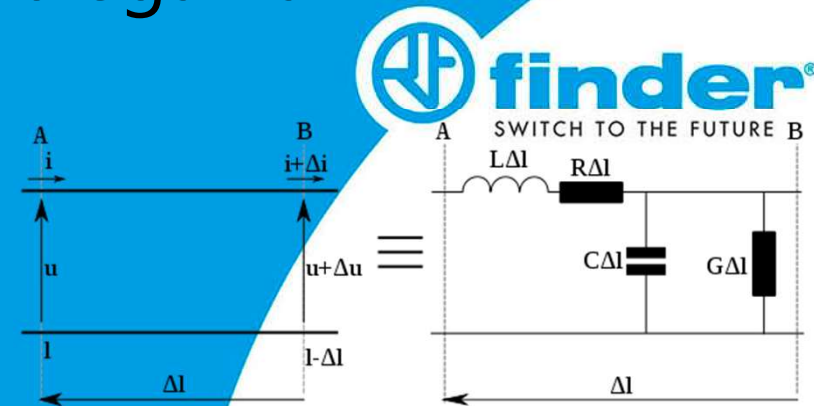 finder®
SWITCH TO THE FUTURE
A
i
B
i+Δi
u
u+Δu
l
l-Δl
Δl
A
B
LΔl
RΔl
CΔl
GΔl
Δl